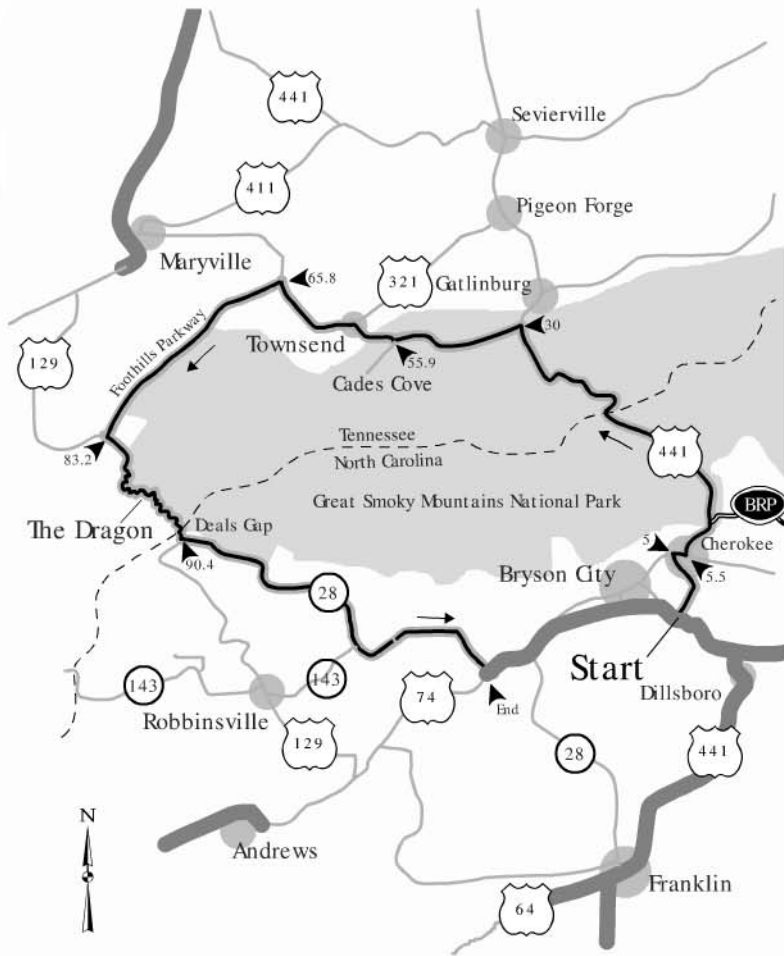 441
Sevierville
411
Pigeon Forge
Maryville
65.8
321
Gatlinburg
30
129
Foothills Parkway
Townsend
55.9
Cades Cove
83.2
Tennessee
North Carolina
441
The Dragon
Deals Gap
Great Smoky Mountains National Park
BRP
90.4
5
Cherokee
Bryson City
5.5
28
Start
143
143
74
End
Dillsboro
Robbinsville
129
28
441
N
Andrews
Franklin
64